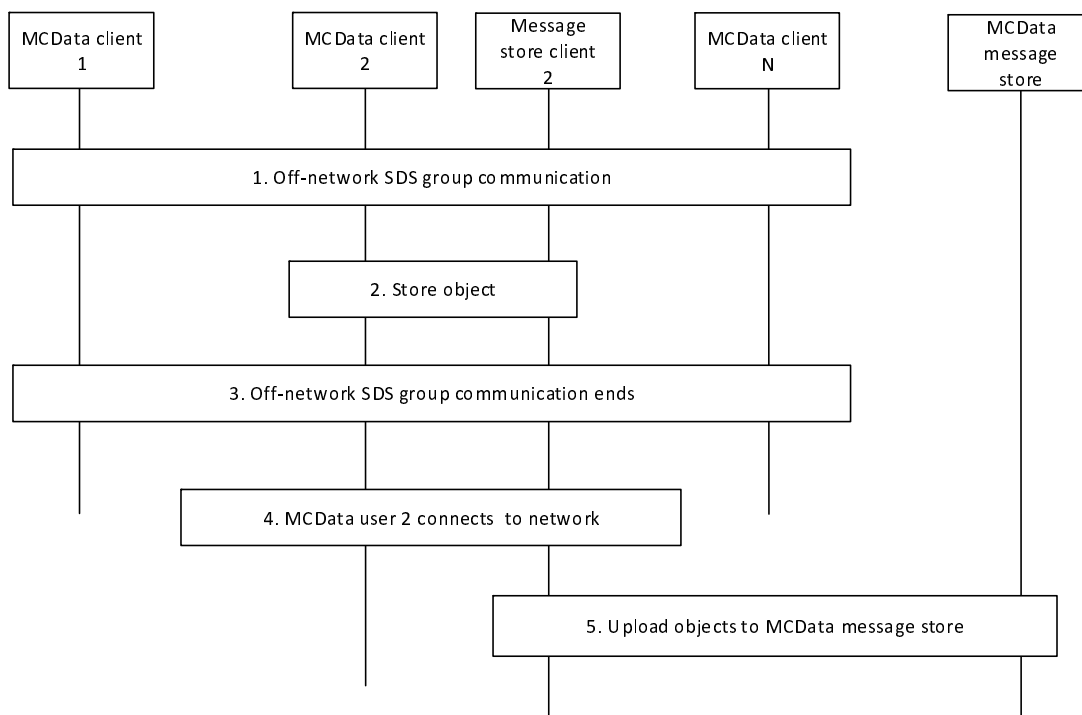 MCData client
1
MCData client
2
Message
store client
2
MCData client
N
MCData
message
store
1. Off-network SDS group communication
2. Store object
3. Off-network SDS group communication ends
4. MCData user 2 connects to network
5. Upload objects to MCData message store